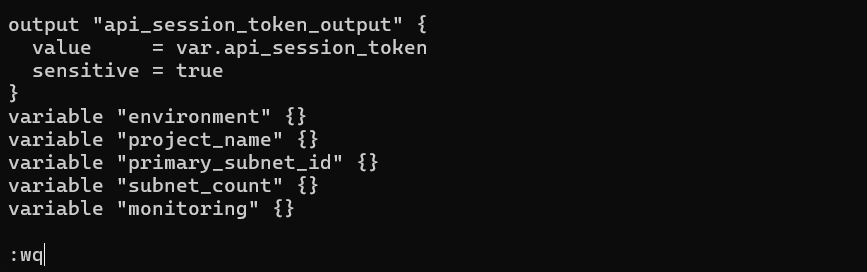 output "api_session_token_output" {
  value     = var.api_session_token
  sensitive = true
}
variable "environment" {}
variable "project_name" {}
variable "primary_subnet_id" {}
variable "subnet_count" {}
variable "monitoring" {}
:wq